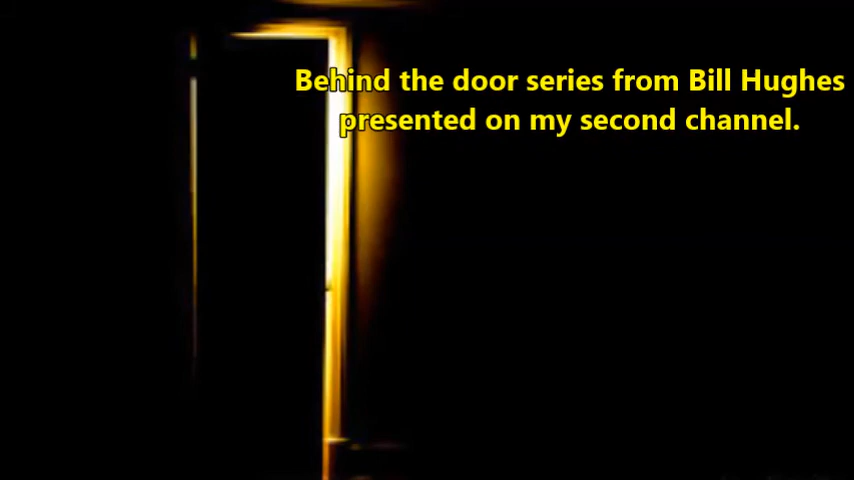 Behind the door series from Bill Hughes
presented on my second channel.